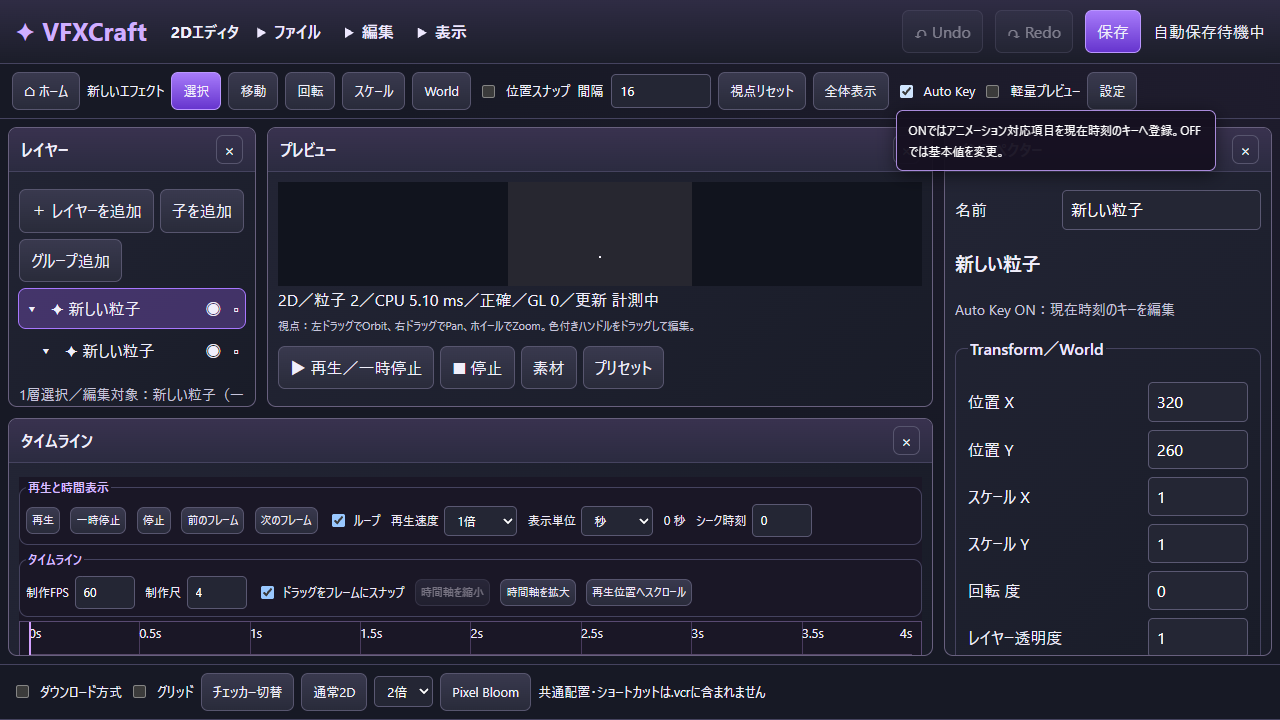 ✦ VFXCraft 2Dエディタ ▶ ファイル ▶ 編集 ▶ 表示 Undo Redo 保存 自動保存待機中
ホーム 新しいエフェクト 選択 移動 回転 スケール World 位置スナップ 間隔 16 視点リセット 全体表示 Auto Key 軽量プレビュー 設定
ONではアニメーション対応項目を現在時刻のキーへ登録。OFF
では基本値を変更。
レイヤー ×
＋ レイヤーを追加 子を追加
グループ追加
▼ ✦ 新しい粒子
▼ ✦ 新しい粒子
1層選択／編集対象：新しい粒子（一
プレビュー
2D／粒子 2／CPU 5.10 ms／正確／GL 0／更新 計測中
視点：左ドラッグでOrbit、右ドラッグでPan、ホイールでZoom。色付きハンドルをドラッグして編集。
▶ 再生／一時停止 ■ 停止 素材 プリセット
×
名前 新しい粒子
新しい粒子
Auto Key ON：現在時刻のキーを編集
Transform／World
位置 X 320
位置 Y 260
スケール X 1
スケール Y 1
回転 度 0
レイヤー透明度 1
タイムライン ×
再生と時間表示
再生 一時停止 停止 前のフレーム 次のフレーム ループ 再生速度 1倍 表示単位 秒 0 秒 シーク時刻 0
タイムライン
制作FPS 60 制作尺 4 ドラッグをフレームにスナップ 時間軸を縮小 時間軸を拡大 再生位置へスクロール
0s 0.5s 1s 1.5s 2s 2.5s 3s 3.5s 4s
ダウンロード方式 グリッド チェッカー切替 通常2D 2倍 Pixel Bloom 共通配置・ショートカットは.vcrに含まれません